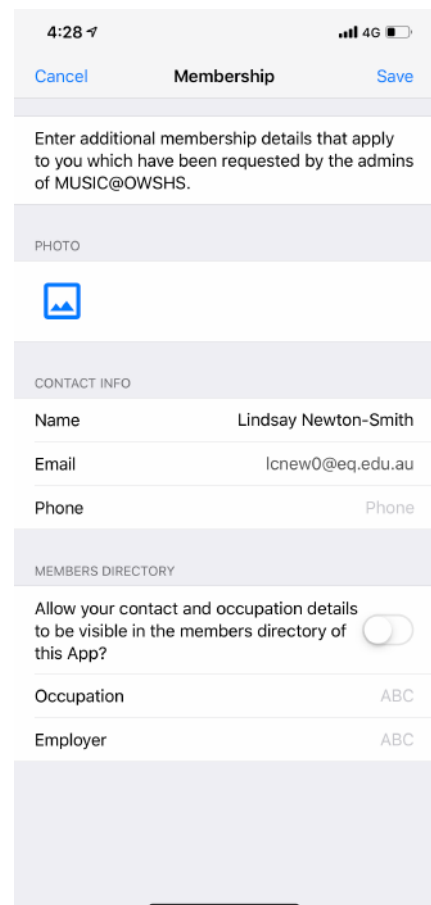 4:28
4G
Cancel
Membership
Save
Enter additional membership details that apply
to you which have been requested by the admins
of MUSIC@OWSHS.
PHOTO
CONTACT INFO
Name Lindsay Newton-Smith
Email lcnew0@eq.edu.au
Phone Phone
MEMBERS DIRECTORY
Allow your contact and occupation details
to be visible in the members directory of
this App?
Occupation ABC
Employer ABC